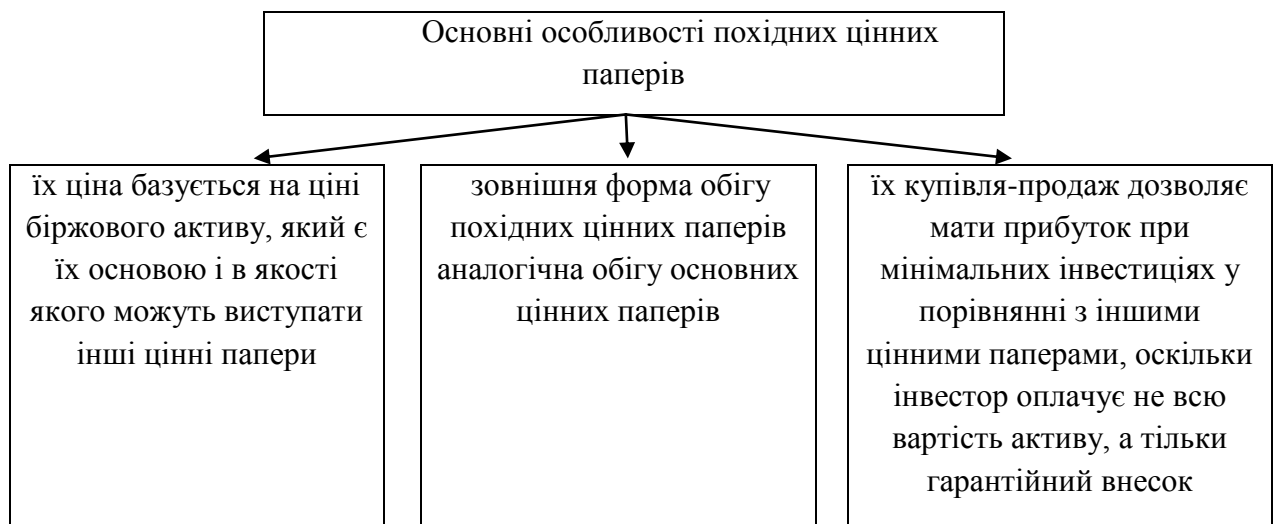 Основні особливості похідних цінних
паперів
їх ціна базується на ціні
біржового активу, який є
їх основою і в якості
якого можуть виступати
інші цінні папери
зовнішня форма обігу
похідних цінних паперів
аналогічна обігу основних
цінних паперів
їх купівля-продаж дозволяє
мати прибуток при
мінімальних інвестиціях у
порівнянні з іншими
цінними паперами, оскільки
інвестор оплачує не всю
вартість активу, а тільки
гарантійний внесок